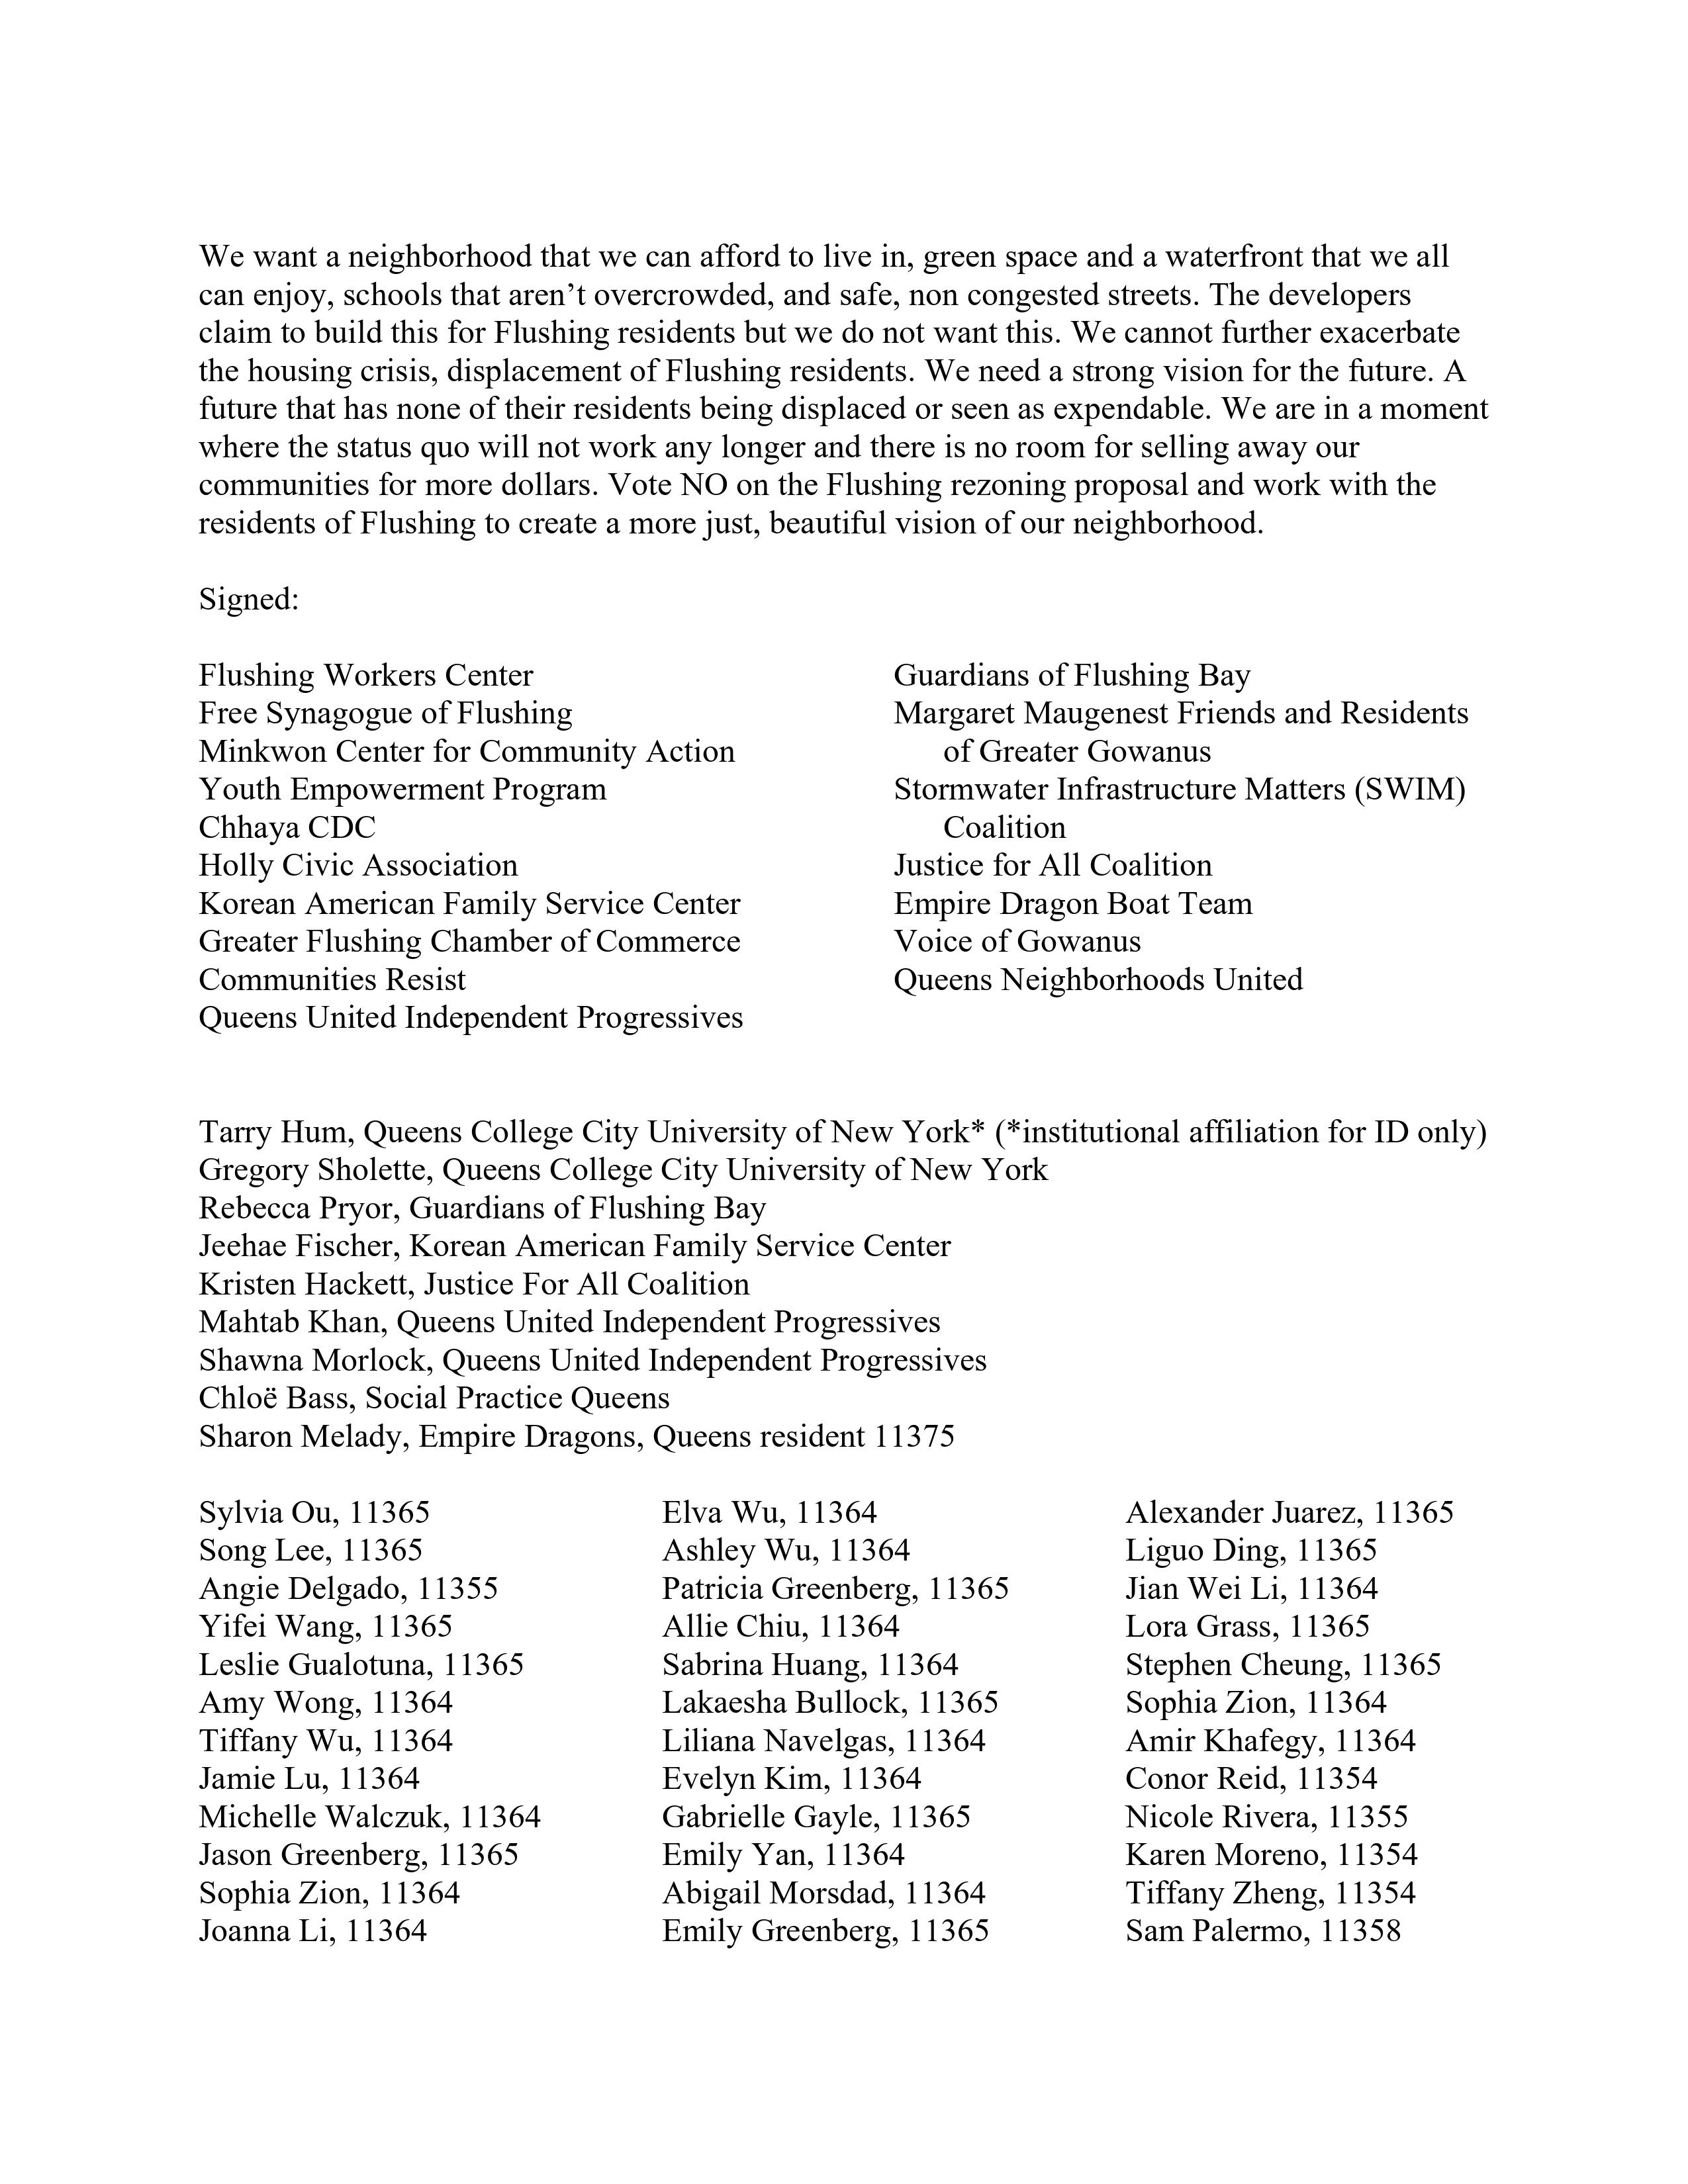 We want a neighborhood that we can afford to live in, green space and a waterfront that we all
can enjoy, schools that aren’t overcrowded, and safe, non congested streets. The developers
claim to build this for Flushing residents but we do not want this. We cannot further exacerbate
the housing crisis, displacement of Flushing residents. We need a strong vision for the future. A
future that has none of their residents being displaced or seen as expendable. We are in a moment
where the status quo will not work any longer and there is no room for selling away our
communities for more dollars. Vote NO on the Flushing rezoning proposal and work with the
residents of Flushing to create a more just, beautiful vision of our neighborhood.
Signed:
Flushing Workers Center
Free Synagogue of Flushing
Minkwon Center for Community Action
Youth Empowerment Program
Chhaya CDC
Holly Civic Association
Korean American Family Service Center
Greater Flushing Chamber of Commerce
Communities Resist
Queens United Independent Progressives
Guardians of Flushing Bay
Margaret Maugenest Friends and Residents
of Greater Gowanus
Stormwater Infrastructure Matters (SWIM)
Coalition
Justice for All Coalition
Empire Dragon Boat Team
Voice of Gowanus
Queens Neighborhoods United
Tarry Hum, Queens College City University of New York* (*institutional affiliation for ID only)
Gregory Sholette, Queens College City University of New York
Rebecca Pryor, Guardians of Flushing Bay
Jeehae Fischer, Korean American Family Service Center
Kristen Hackett, Justice For All Coalition
Mahtab Khan, Queens United Independent Progressives
Shawna Morlock, Queens United Independent Progressives
Chloë Bass, Social Practice Queens
Sharon Melady, Empire Dragons, Queens resident 11375
Sylvia Ou, 11365
Song Lee, 11365
Angie Delgado, 11355
Yifei Wang, 11365
Leslie Gualotuna, 11365
Amy Wong, 11364
Tiffany Wu, 11364
Jamie Lu, 11364
Michelle Walczuk, 11364
Jason Greenberg, 11365
Sophia Zion, 11364
Joanna Li, 11364
Elva Wu, 11364
Ashley Wu, 11364
Patricia Greenberg, 11365
Allie Chiu, 11364
Sabrina Huang, 11364
Lakaesha Bullock, 11365
Liliana Navelgas, 11364
Evelyn Kim, 11364
Gabrielle Gayle, 11365
Emily Yan, 11364
Abigail Morsdad, 11364
Emily Greenberg, 11365
Alexander Juarez, 11365
Liguo Ding, 11365
Jian Wei Li, 11364
Lora Grass, 11365
Stephen Cheung, 11365
Sophia Zion, 11364
Amir Khafegy, 11364
Conor Reid, 11354
Nicole Rivera, 11355
Karen Moreno, 11354
Tiffany Zheng, 11354
Sam Palermo, 11358